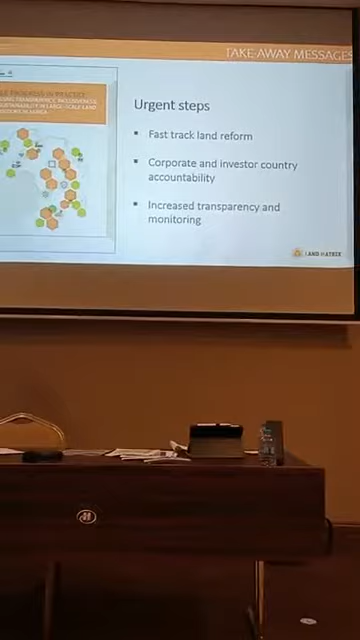 TAKE-AWAY MESSAGES
Urgent steps
▪ Fast track land reform
▪ Corporate and investor country
accountability
▪ Increased transparency and
monitoring
LAND MATRIX